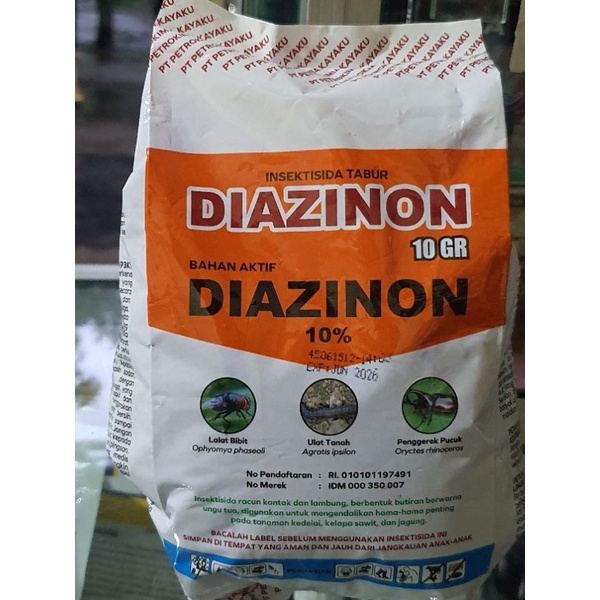 PT PETROKIMIA KAYAKU
INSEKTISIDA TABUR
DIAZINON
10 GR
BAHAN AKTIF
DIAZINON
10%
EXP: JUN 2026
Lalat Bibit
Ophyomya phaseoli
Ulat Tanah
Agrotis ipsilon
Penggerek Pucuk
Oryctes rhinoceros
No Pendaftaran : RI. 010101197491
No Merek : IDM 000 350 007
Insektisida racun kontak dan lambung, berbentuk butiran berwarna
ungu tua, digunakan untuk mengendalikan hama-hama penting
pada tanaman kedelai, kelapa sawit, dan jagung.
BACALAH LABEL SEBELUM MENGGUNAKAN INSEKTISIDA INI
SIMPAN DI TEMPAT YANG AMAN DAN JAUH DARI JANGKAUAN ANAK-ANAK